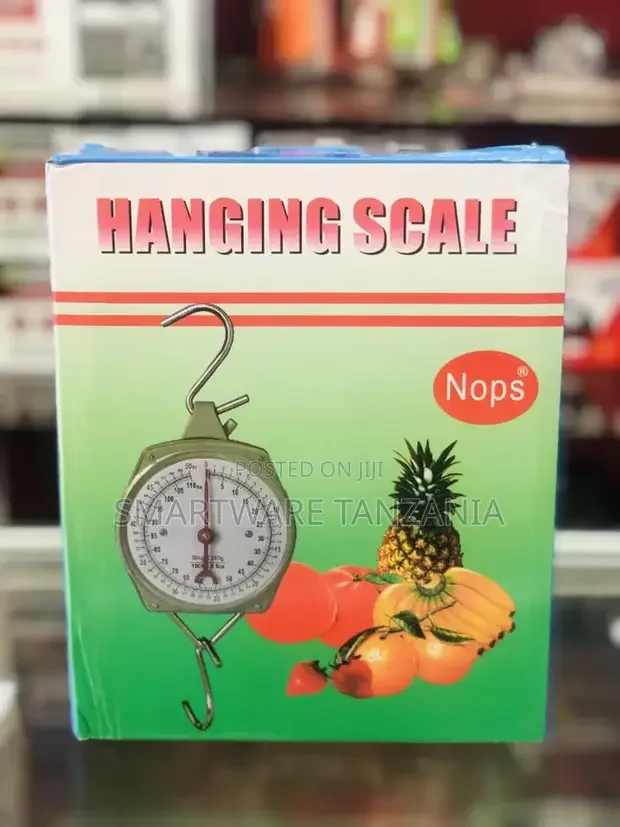 HANGING SCALE
Nops®
POSTED ON JIJI
SMARTWARE TANZANIA